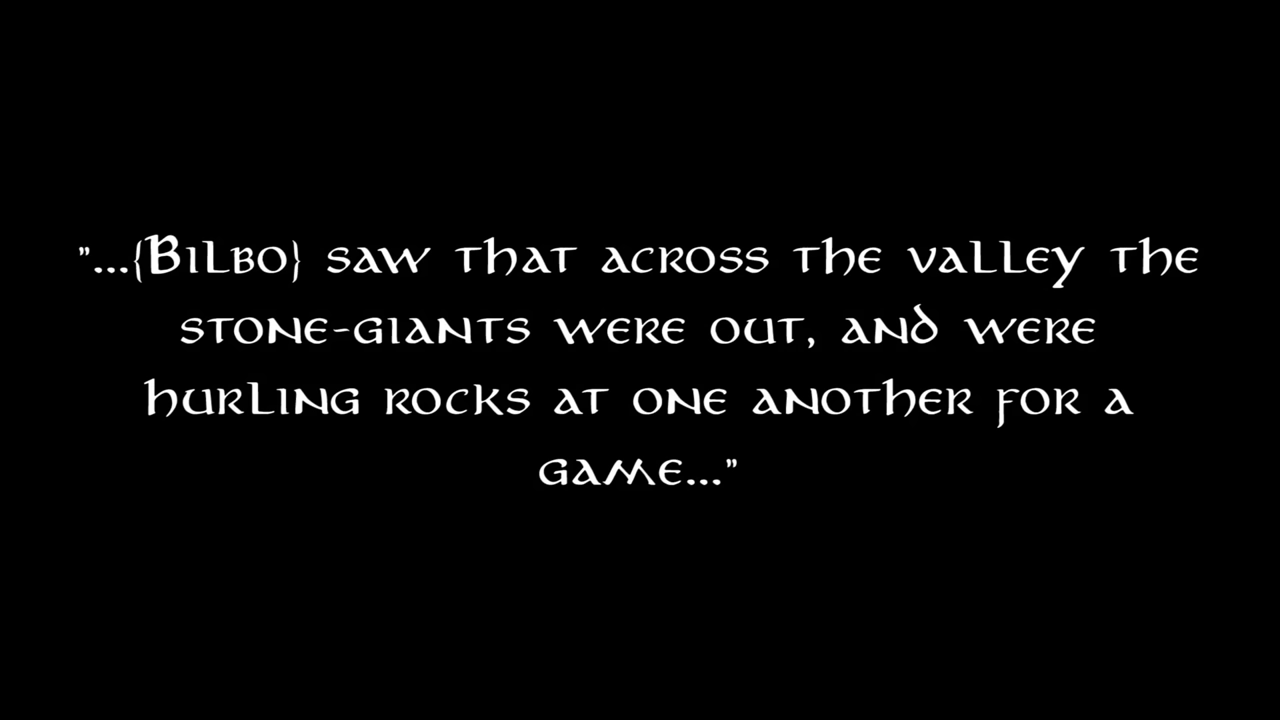 "...{Bilbo} saw that across the valley the
stone-giants were out, and were
hurling rocks at one another for a
game..."